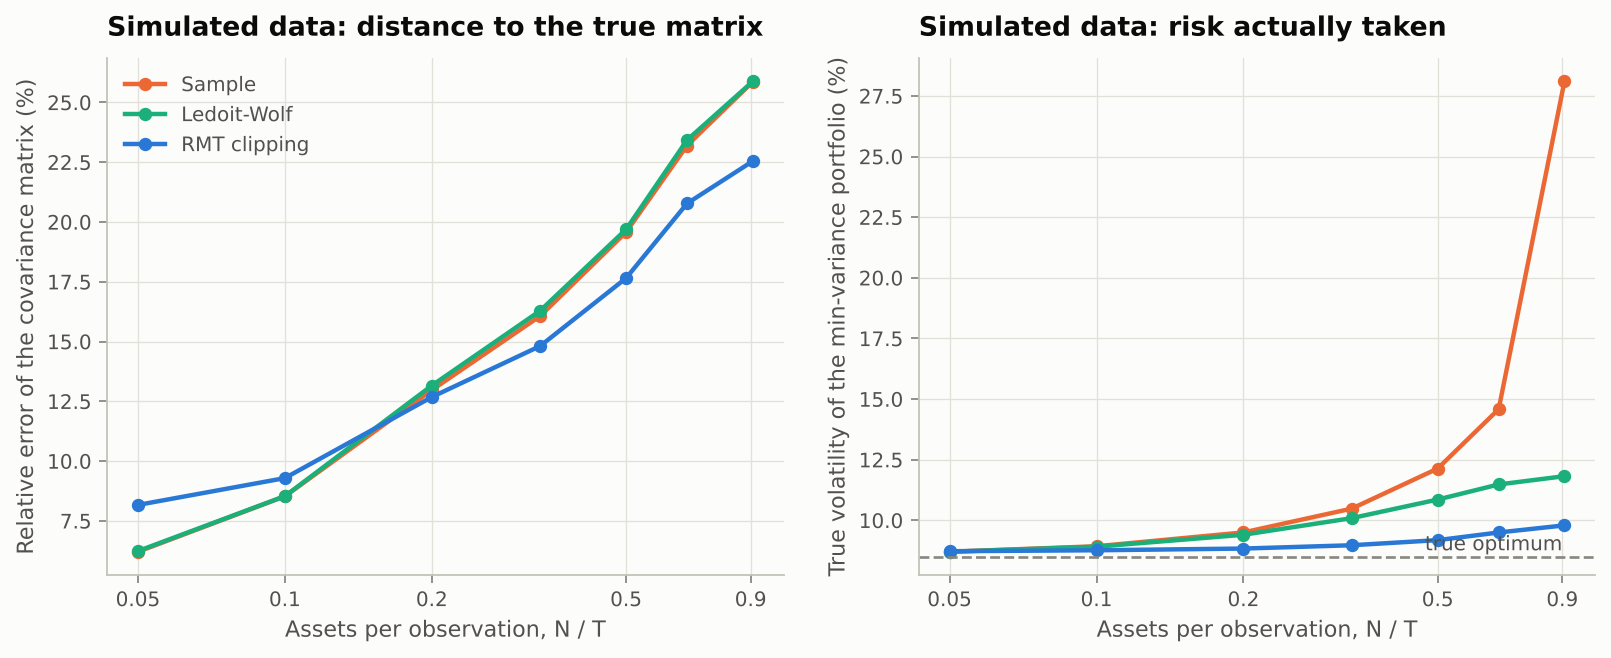 Simulated data: distance to the true matrix
Relative error of the covariance matrix (%)
25.0
22.5
20.0
17.5
15.0
12.5
10.0
7.5
Sample
Ledoit-Wolf
RMT clipping
0.05
0.1
0.2
0.5
0.9
Assets per observation, N / T
Simulated data: risk actually taken
True volatility of the min-variance portfolio (%)
27.5
25.0
22.5
20.0
17.5
15.0
12.5
10.0
true optimum
0.05
0.1
0.2
0.5
0.9
Assets per observation, N / T